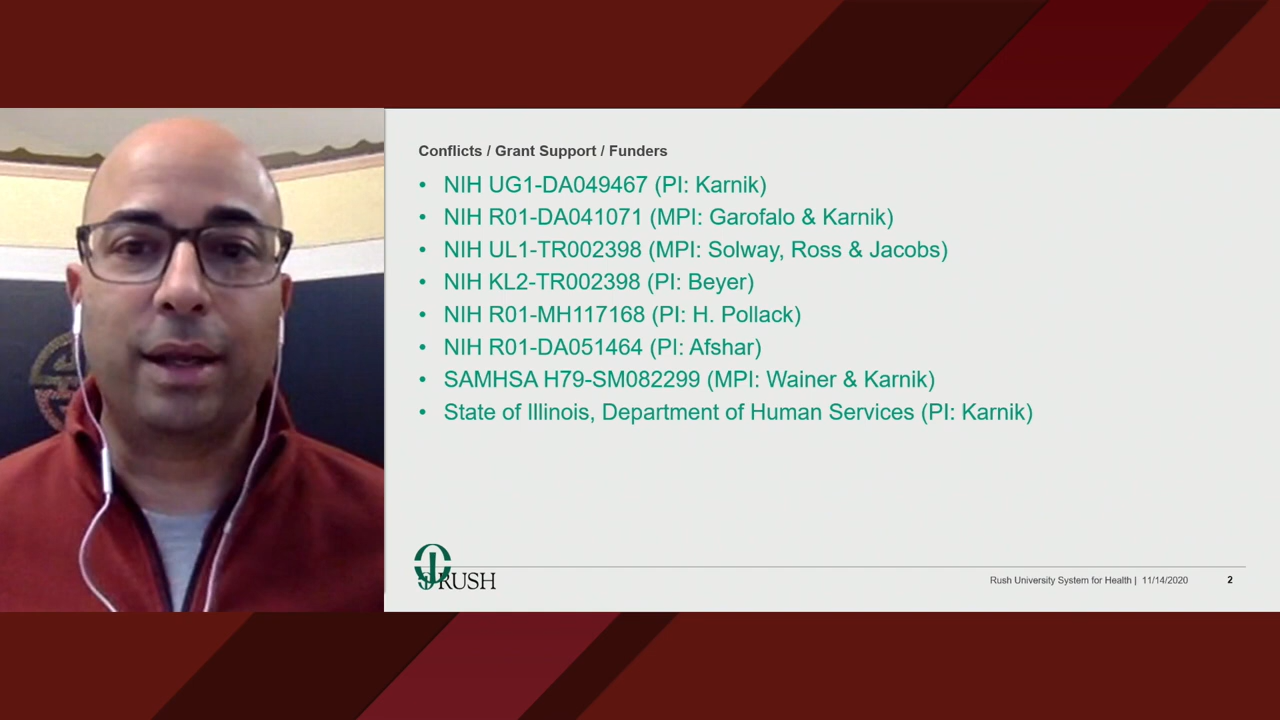 Conflicts / Grant Support / Funders
• NIH UG1-DA049467 (PI: Karnik)
• NIH R01-DA041071 (MPI: Garofalo & Karnik)
• NIH UL1-TR002398 (MPI: Solway, Ross & Jacobs)
• NIH KL2-TR002398 (PI: Beyer)
• NIH R01-MH117168 (PI: H. Pollack)
• NIH R01-DA051464 (PI: Afshar)
• SAMHSA H79-SM082299 (MPI: Wainer & Karnik)
• State of Illinois, Department of Human Services (PI: Karnik)
RUSH
Rush University System for Health | 11/14/2020 2